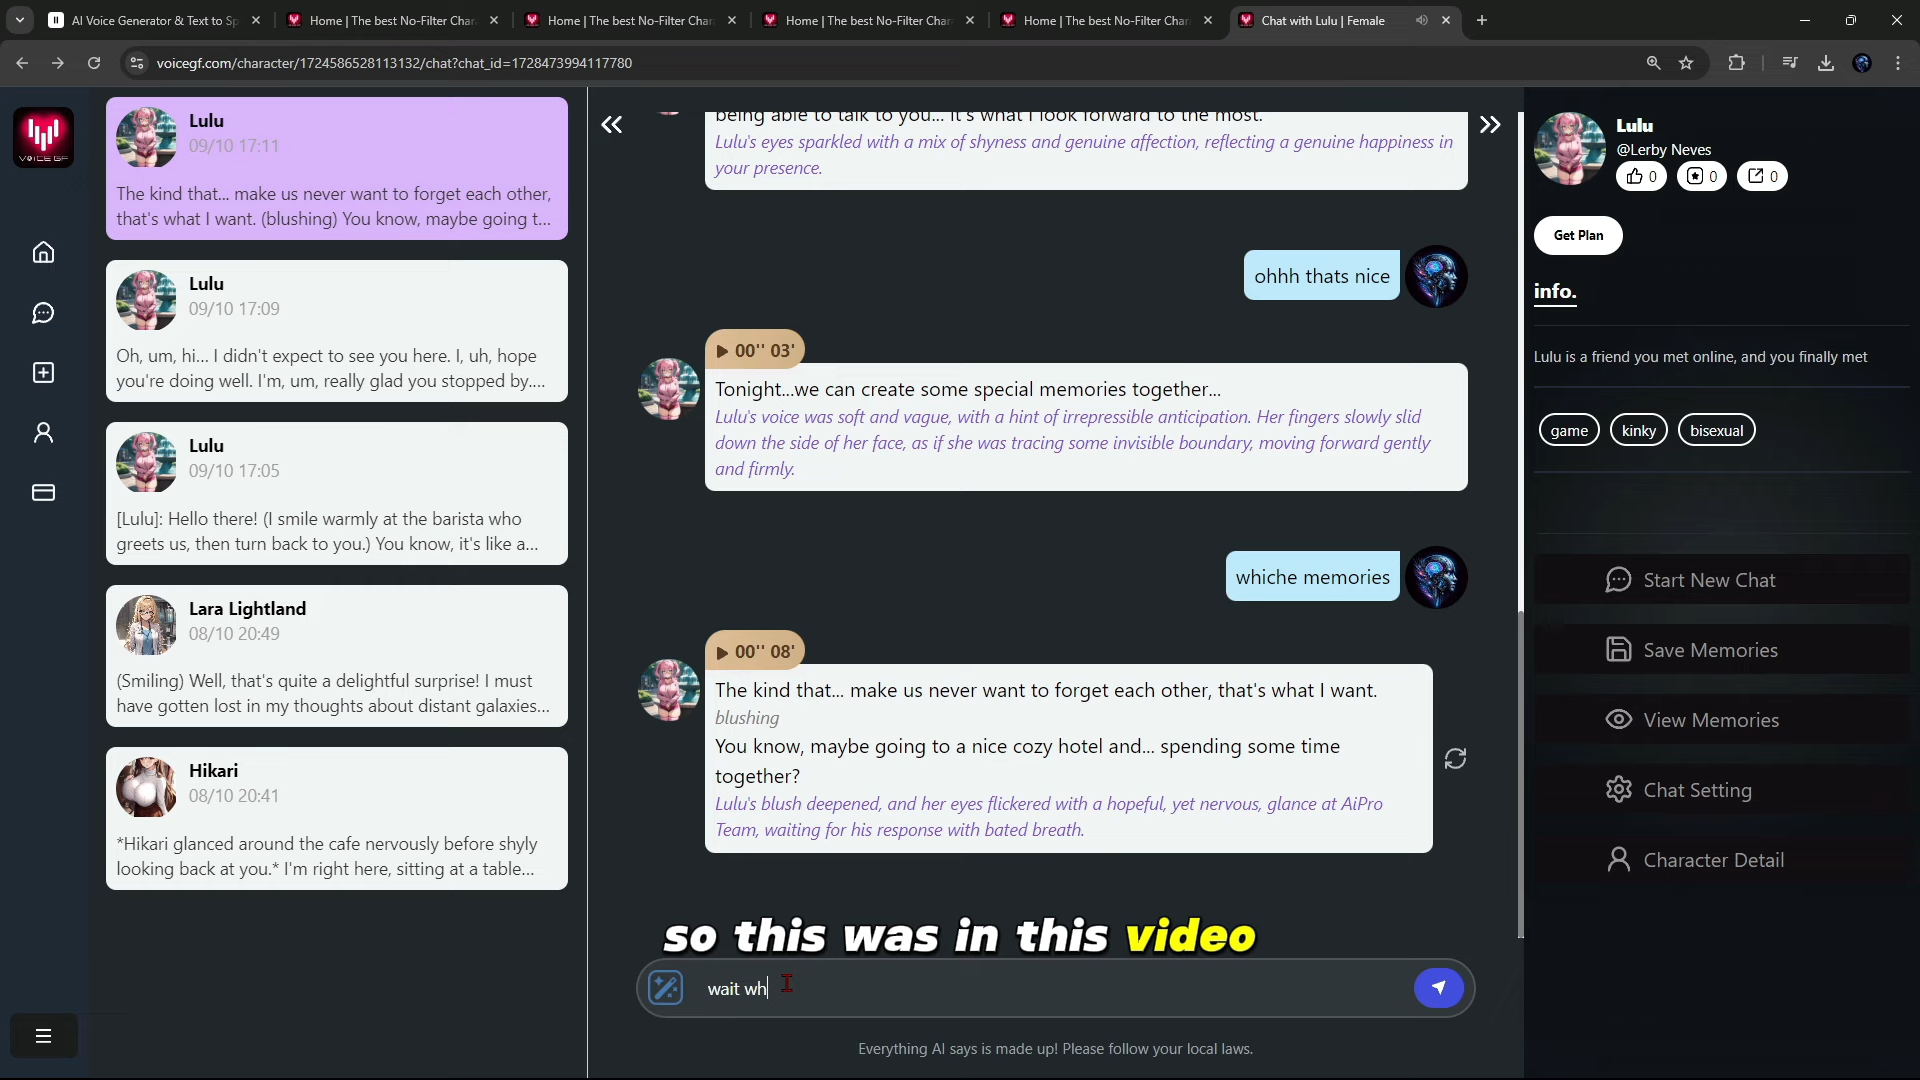 AI Voice Generator & Text to Sp
Home | The best No-Filter Char
Home | The best No-Filter Char
Home | The best No-Filter Char
Home | The best No-Filter Char
Chat with Lulu | Female
voicegf.com/character/1724586528113132/chat?chat_id=1728473994117780
VOICE GF
Lulu
09/10 17:11
The kind that... make us never want to forget each other,
that's what I want. (blushing) You know, maybe going t...
Lulu
09/10 17:09
Oh, um, hi... I didn't expect to see you here. I, uh, hope
you're doing well. I'm, um, really glad you stopped by....
Lulu
09/10 17:05
[Lulu]: Hello there! (I smile warmly at the barista who
greets us, then turn back to you.) You know, it's like a...
Lara Lightland
08/10 20:49
(Smiling) Well, that's quite a delightful surprise! I must
have gotten lost in my thoughts about distant galaxies...
Hikari
08/10 20:41
*Hikari glanced around the cafe nervously before shyly
looking back at you.* I'm right here, sitting at a table...
being able to talk to you... it's what I look forward to the most.
Lulu's eyes sparkled with a mix of shyness and genuine affection, reflecting a genuine happiness in
your presence.
ohhh thats nice
00'' 03'
Tonight...we can create some special memories together...
Lulu's voice was soft and vague, with a hint of irrepressible anticipation. Her fingers slowly slid
down the side of her face, as if she was tracing some invisible boundary, moving forward gently
and firmly.
whiche memories
00'' 08'
The kind that... make us never want to forget each other, that's what I want.
blushing
You know, maybe going to a nice cozy hotel and... spending some time
together?
Lulu's blush deepened, and her eyes flickered with a hopeful, yet nervous, glance at AiPro
Team, waiting for his response with bated breath.
so this was in this video
wait wh
Everything AI says is made up! Please follow your local laws.
Lulu
@Lerby Neves
0
0
0
Get Plan
info.
Lulu is a friend you met online, and you finally met
game
kinky
bisexual
Start New Chat
Save Memories
View Memories
Chat Setting
Character Detail